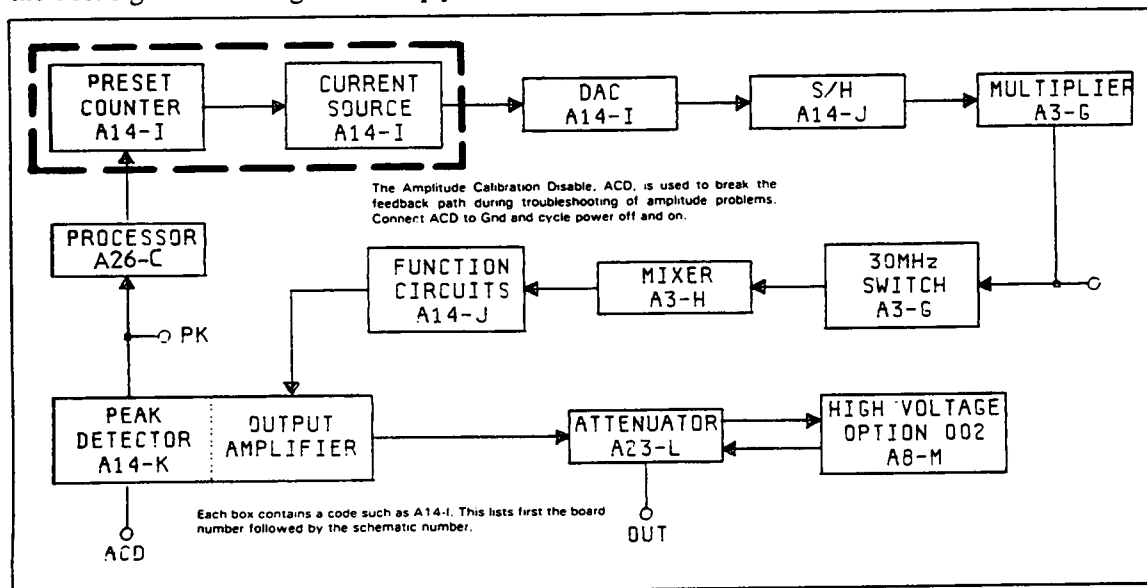 PRESET
COUNTER
A14-I
CURRENT
SOURCE
A14-I
DAC
A14-I
S/H
A14-J
MULTIPLIER
A3-G
The Amplitude Calibration Disable, ACD, is used to break the
feedback path during troubleshooting of amplitude problems.
Connect ACD to Gnd and cycle power off and on.
PROCESSOR
A26-C
FUNCTION
CIRCUITS
A14-J
MIXER
A3-H
30MHz
SWITCH
A3-G
PK
PEAK
DETECTOR
A14-K
OUTPUT
AMPLIFIER
ATTENUATOR
A23-L
HIGH VOLTAGE
OPTION 002
A8-M
Each box contains a code such as A14-I. This lists first the board
number followed by the schematic number.
ACD
OUT